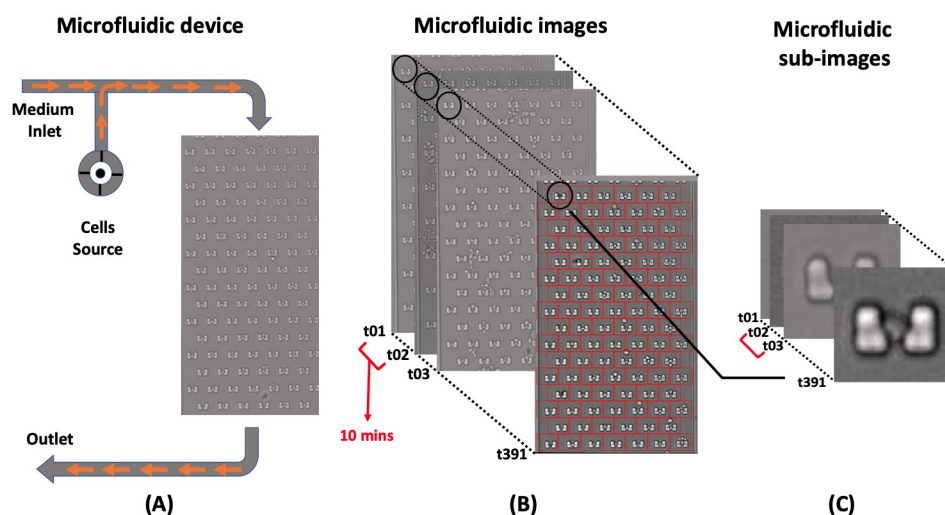 Microfluidic device
Microfluidic images
Microfluidic
sub-images
Medium
Inlet
Cells
Source
Outlet
t01
t02
t03
10 mins
t391
t01
t02
t03
t391
(A)
(B)
(C)